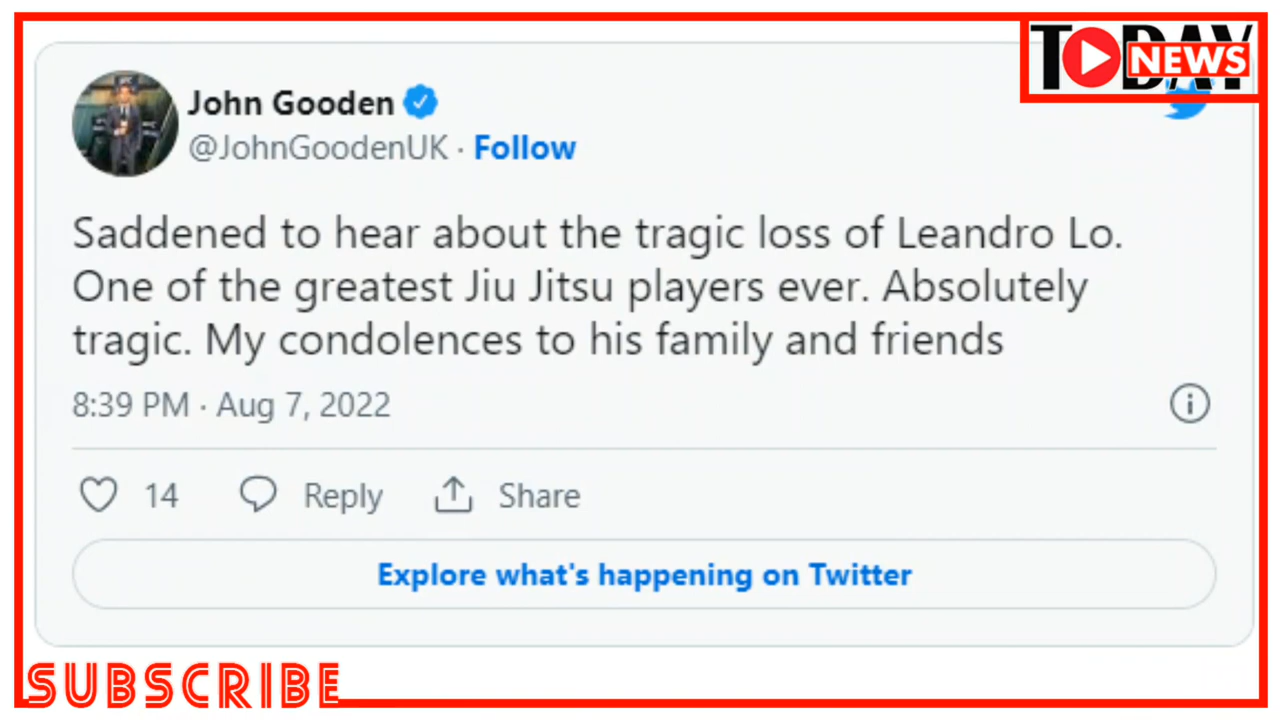 TODAY
NEWS
John Gooden
@JohnGoodenUK · Follow
Saddened to hear about the tragic loss of Leandro Lo.
One of the greatest Jiu Jitsu players ever. Absolutely
tragic. My condolences to his family and friends
8:39 PM · Aug 7, 2022
14 Reply Share
Explore what's happening on Twitter
SUBSCRIBE